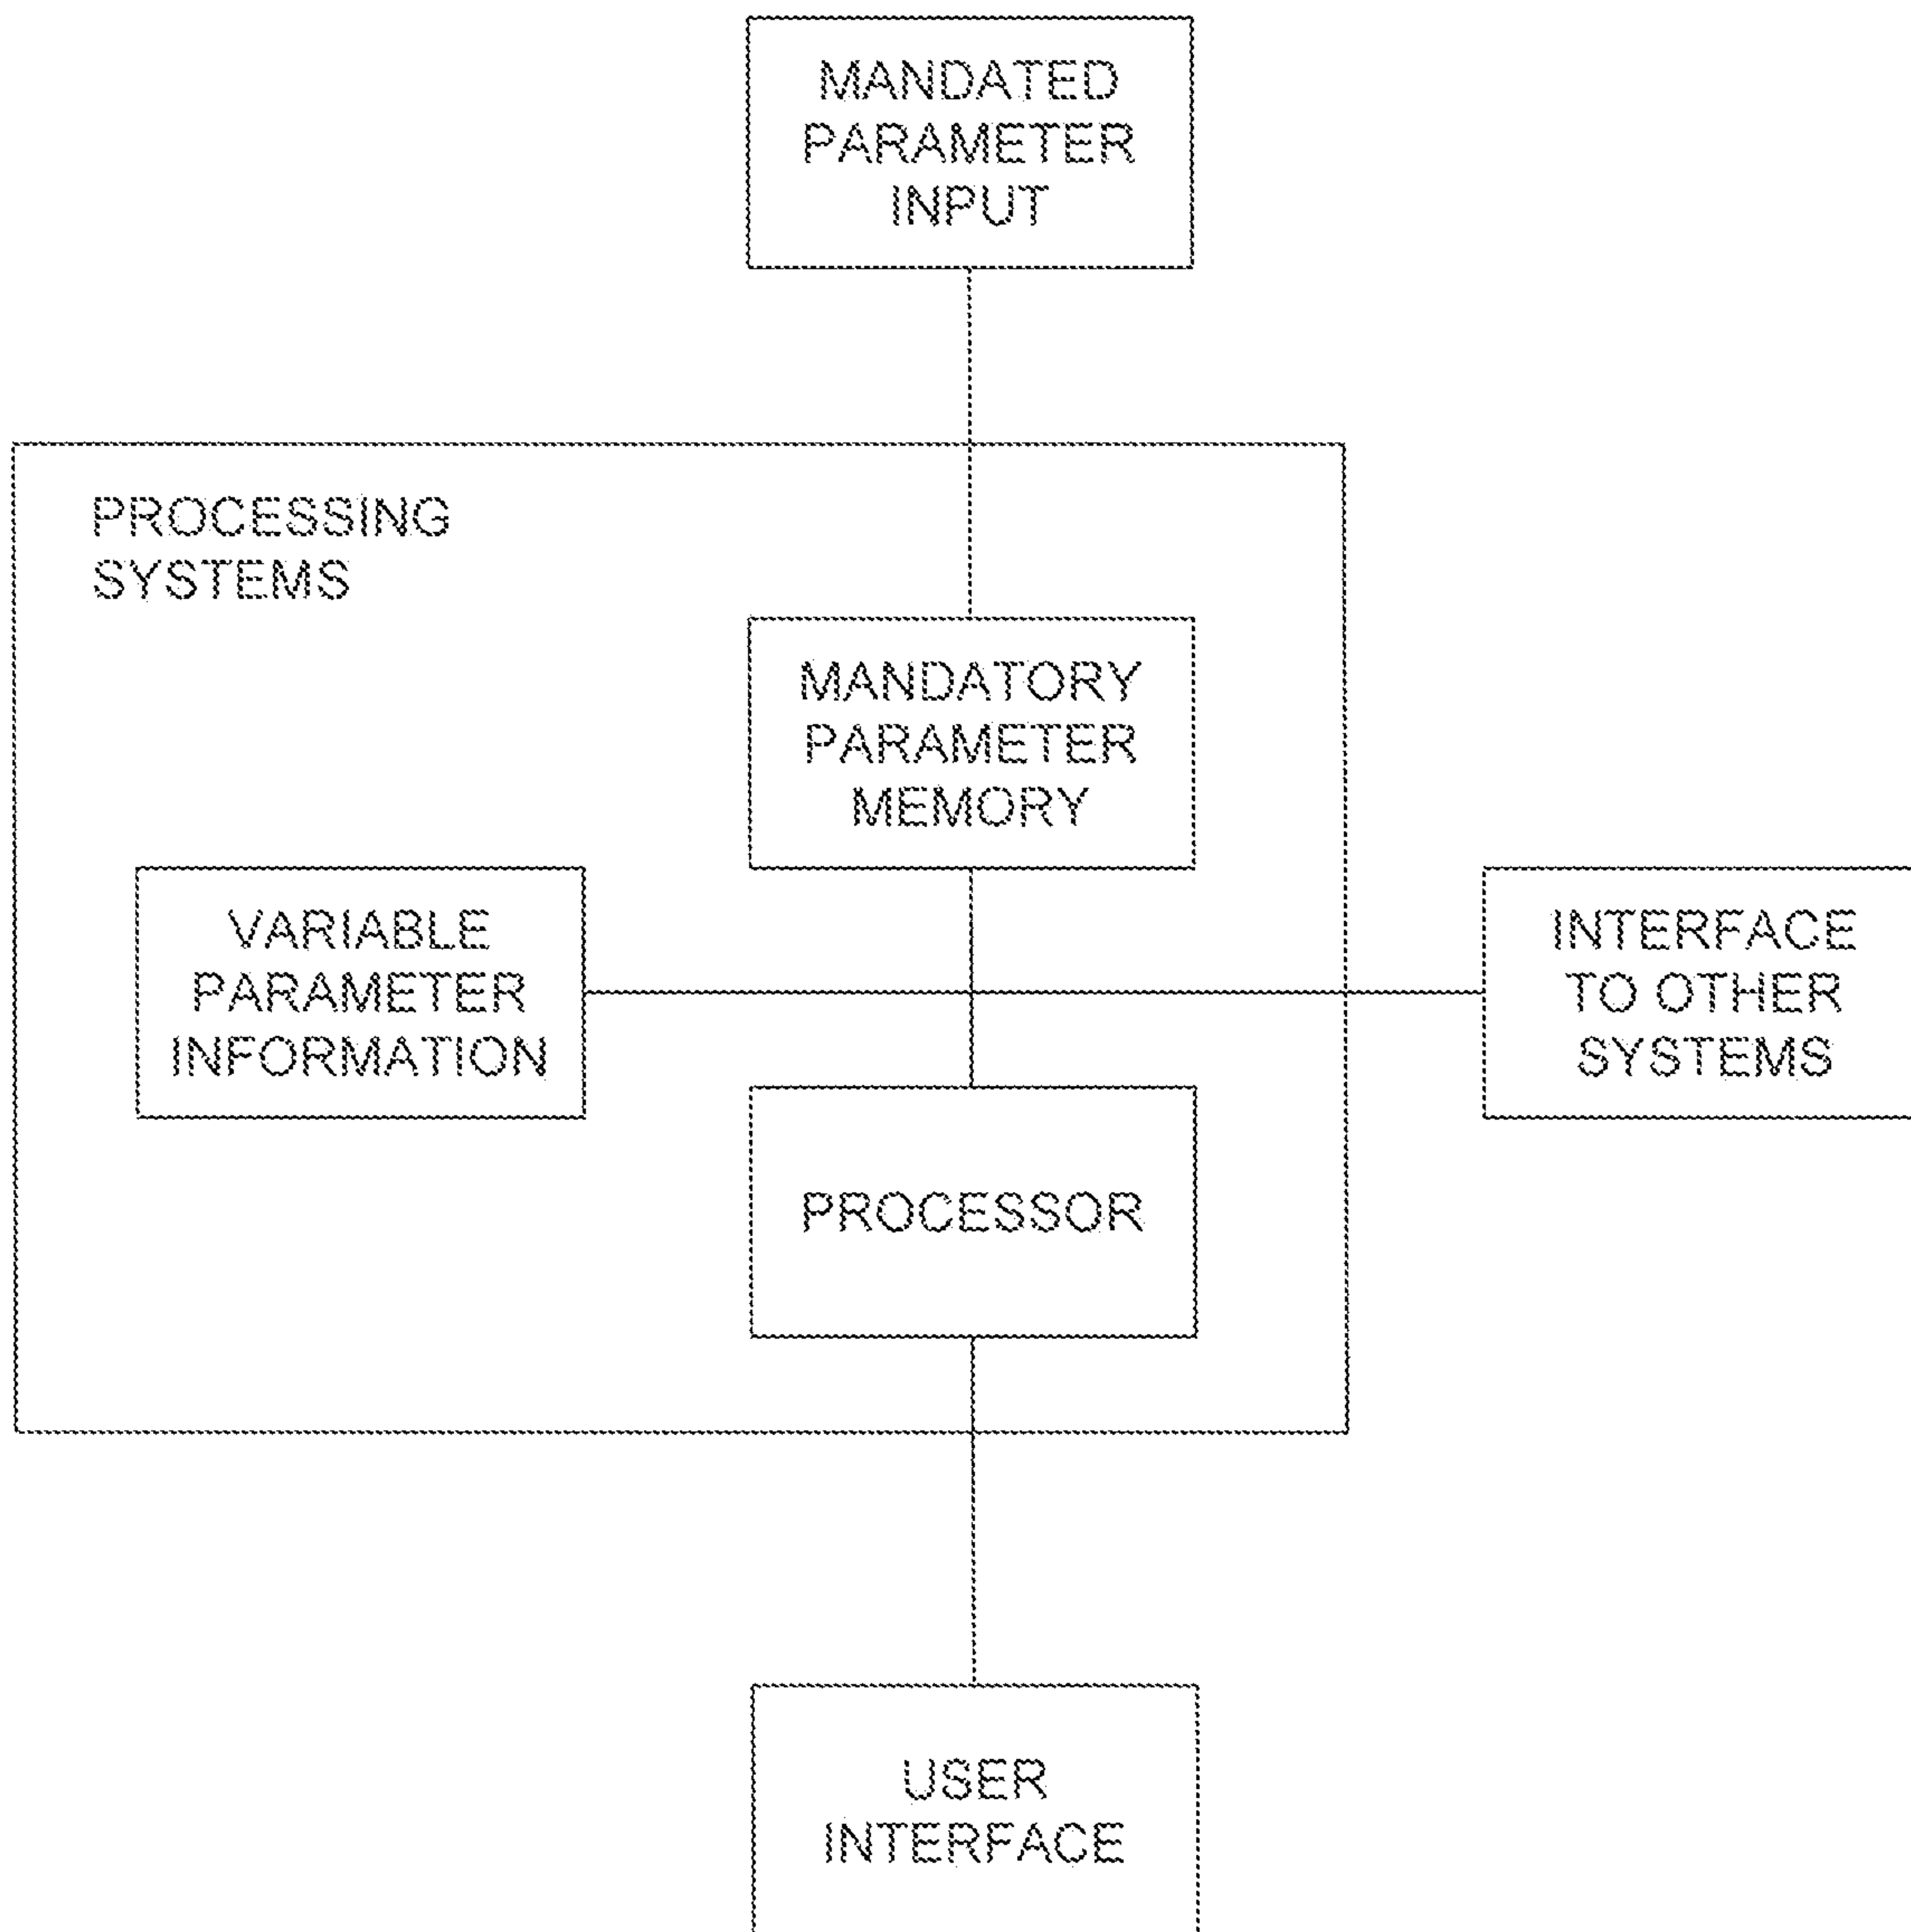 MANDATED
PARAMETER
INPUT
PROCESSING
SYSTEMS
MANDATORY
PARAMETER
MEMORY
VARIABLE
PARAMETER
INFORMATION
INTERFACE
TO OTHER
SYSTEMS
PROCESSOR
USER
INTERFACE